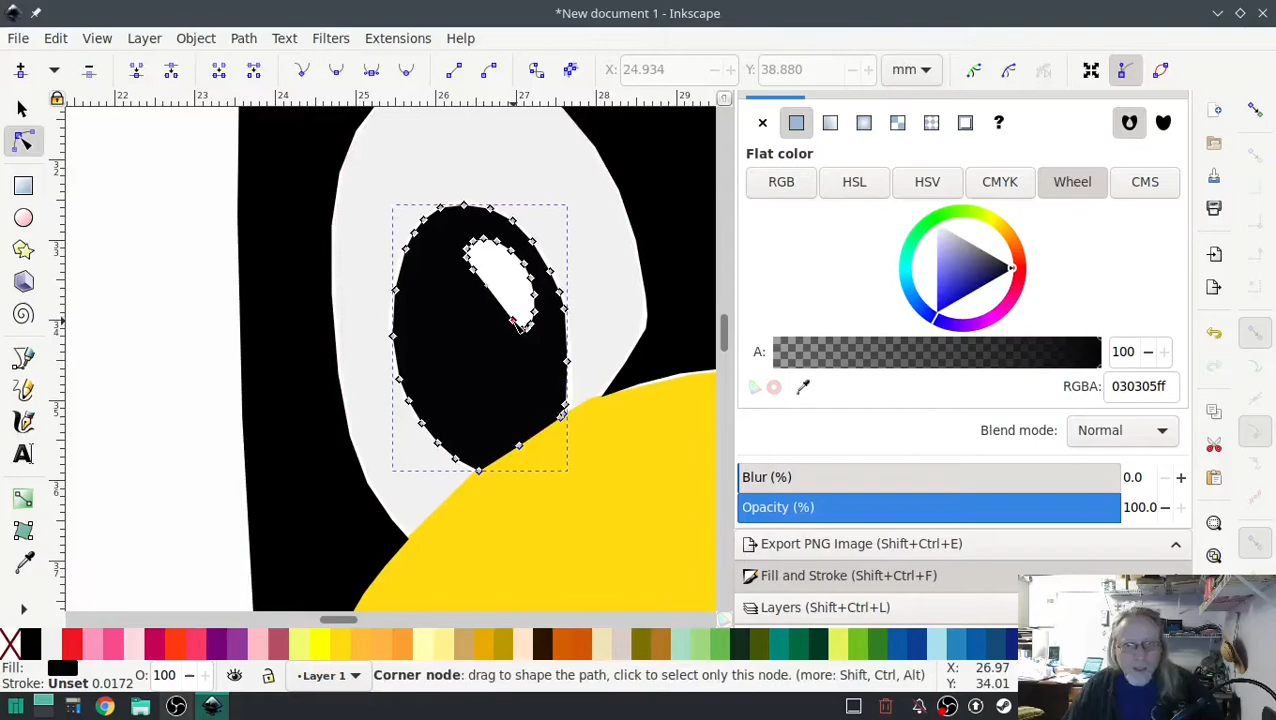 *New document 1 - Inkscape
File Edit View Layer Object Path Text Filters Extensions Help
X: 24.934 Y: 38.880 mm
22 23 24 25 26 27 28 29
Flat color
RGB HSL HSV CMYK Wheel CMS
A: 100
RGBA: 030305ff
Blend mode: Normal
Blur (%) 0.0
Opacity (%) 100.0
Export PNG Image (Shift+Ctrl+E)
Fill and Stroke (Shift+Ctrl+F)
Layers (Shift+Ctrl+L)
Fill:
Stroke: Unset 0.0172 O: 100 •Layer 1 Corner node: drag to shape the path, click to select only this node. (more: Shift, Ctrl, Alt)
X: 26.97
Y: 34.01